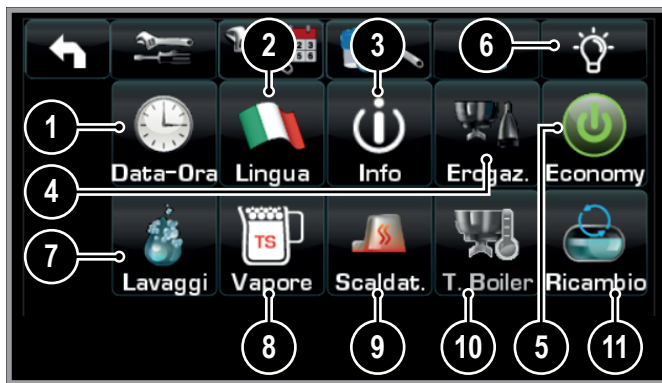 2
3
6
1
Data-Ora Lingua Info Erogaz. Economy
4
TS
7
Lavaggi Vapore Scaldat. T. Boiler Ricambio
8 9 10 5 11